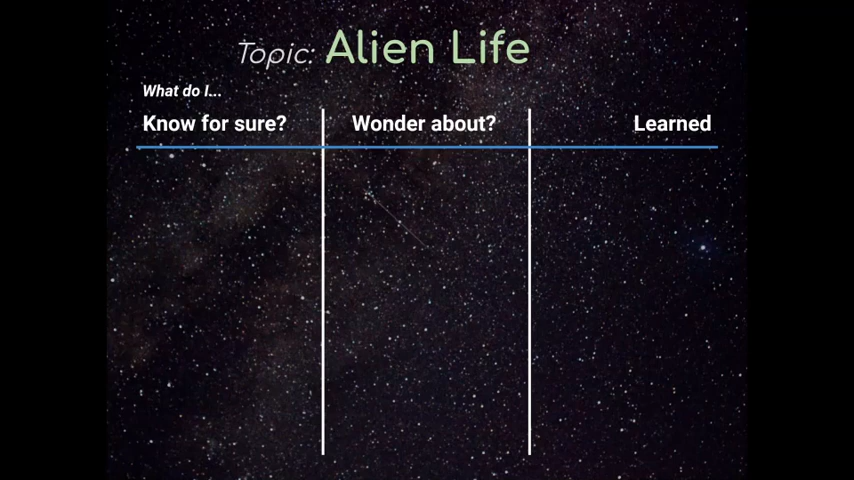 Topic: Alien Life
What do I...
Know for sure? Wonder about? Learned